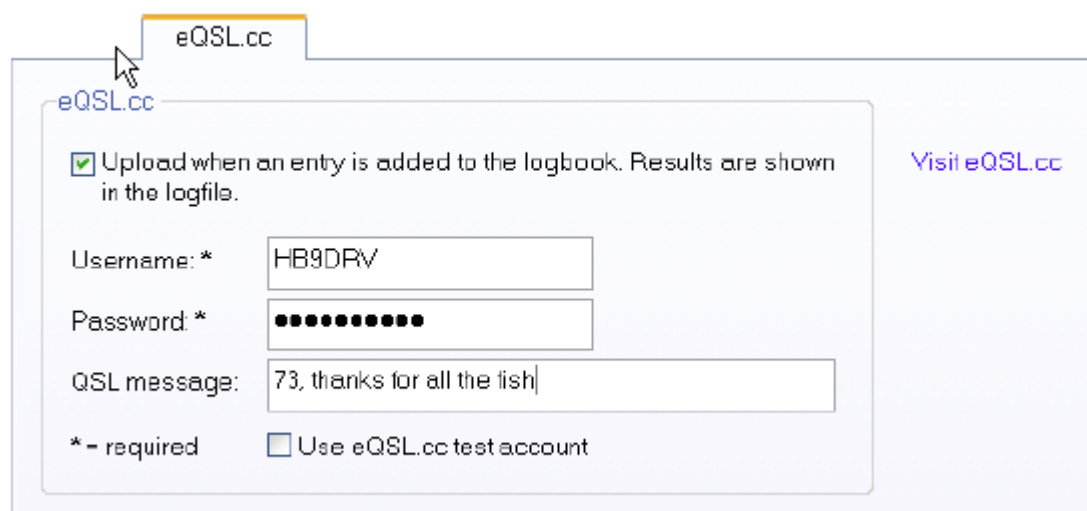 eQSL.cc
eQSL.cc
Upload when an entry is added to the logbook. Results are shown
in the logfile.
Visit eQSL.cc
Username: * HB9DRV
Password: * ●●●●●●●●●●
QSL message: 73, thanks for all the fish
* = required Use eQSL.cc test account